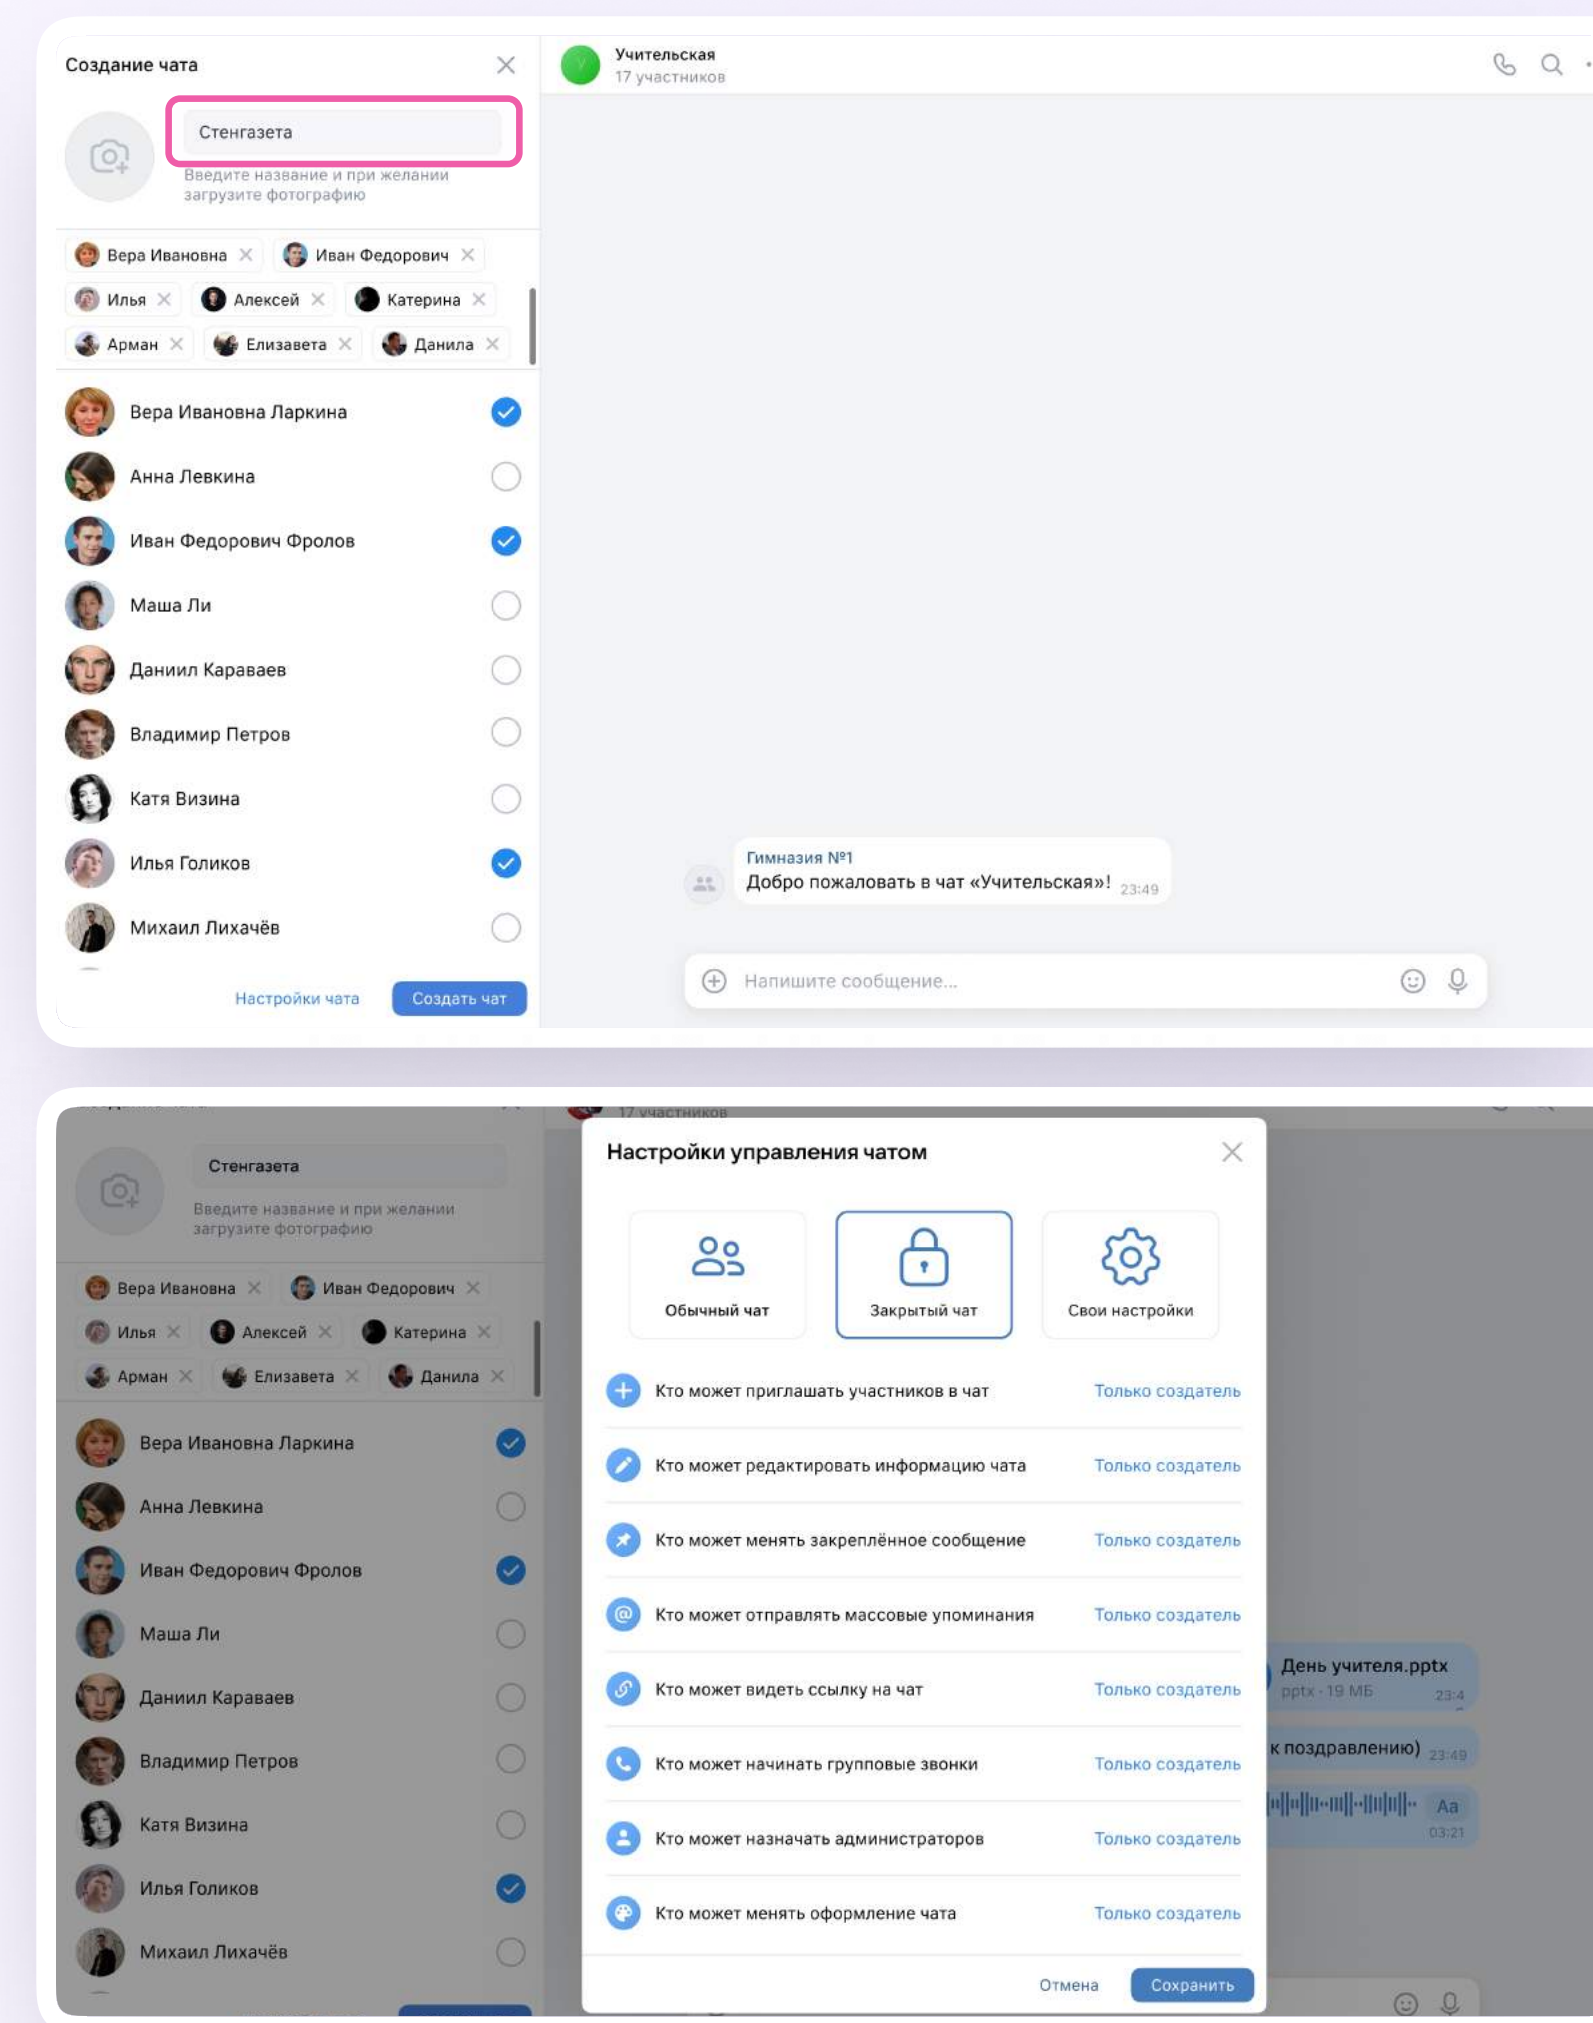 Создание чата
Стенгазета
Введите название и при желании
загрузите фотографию
Вера Ивановна
Иван Федорович
Илья
Алексей
Катерина
Арман
Елизавета
Данила
Вера Ивановна Ларкина
Анна Левкина
Иван Федорович Фролов
Маша Ли
Даниил Караваев
Владимир Петров
Катя Визина
Илья Голиков
Михаил Лихачёв
Настройки чата
Создать чат
У
Учительская
17 участников
Гимназия №1
Добро пожаловать в чат «Учительская»! 23:49
Напишите сообщение...
Стенгазета
Введите название и при желании
загрузите фотографию
Вера Ивановна
Иван Федорович
Илья
Алексей
Катерина
Арман
Елизавета
Данила
Вера Ивановна Ларкина
Анна Левкина
Иван Федорович Фролов
Маша Ли
Даниил Караваев
Владимир Петров
Катя Визина
Илья Голиков
Михаил Лихачёв
17 участников
Настройки управления чатом
Обычный чат
Закрытый чат
Свои настройки
Кто может приглашать участников в чат Только создатель
Кто может редактировать информацию чата Только создатель
Кто может менять закреплённое сообщение Только создатель
Кто может отправлять массовые упоминания Только создатель
Кто может видеть ссылку на чат Только создатель
Кто может начинать групповые звонки Только создатель
Кто может назначать администраторов Только создатель
Кто может менять оформление чата Только создатель
Отмена
Сохранить
День учителя.pptx
pptx · 19 МБ 23:4
к поздравлению) 23:49
Aa
03:21